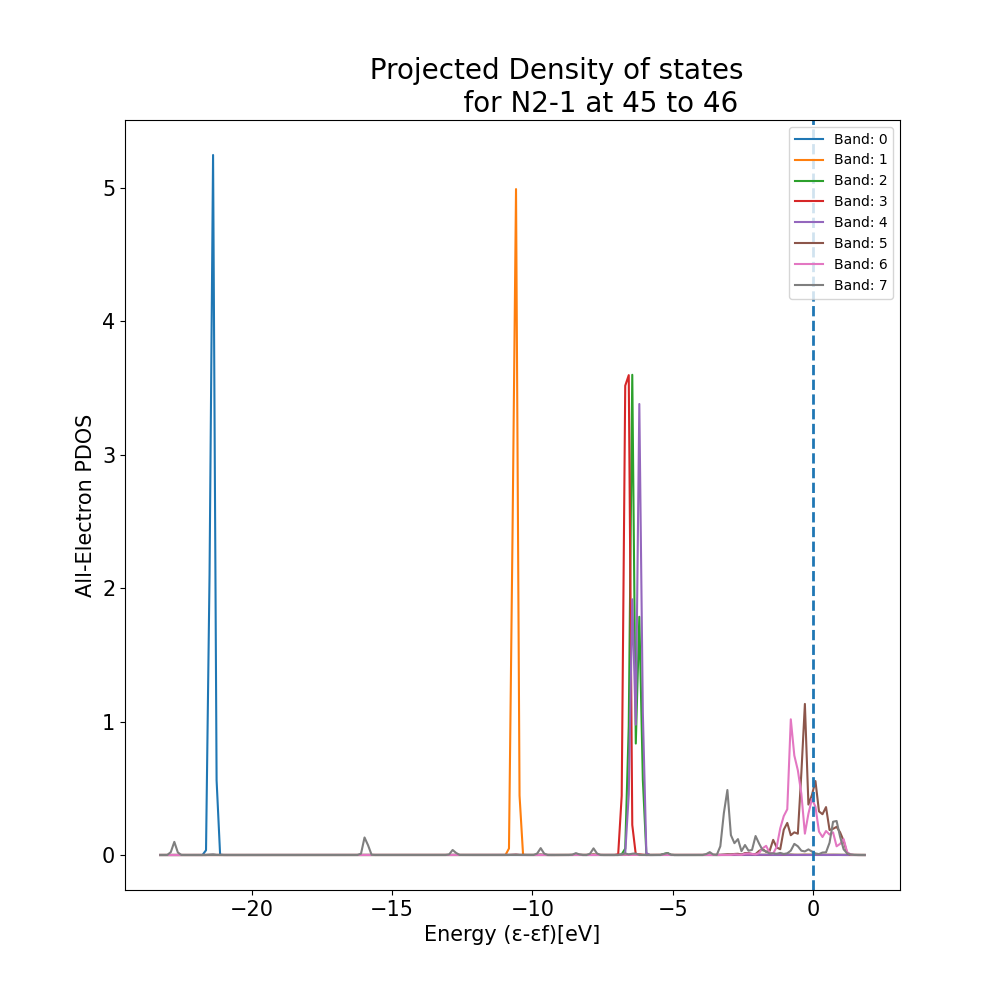 Projected Density of states
for N2-1 at 45 to 46
Band: 0
Band: 1
Band: 2
Band: 3
Band: 4
Band: 5
Band: 6
Band: 7
All-Electron PDOS
5
4
3
2
1
0
−20
−15
−10
−5
0
Energy (ε-εf)[eV]